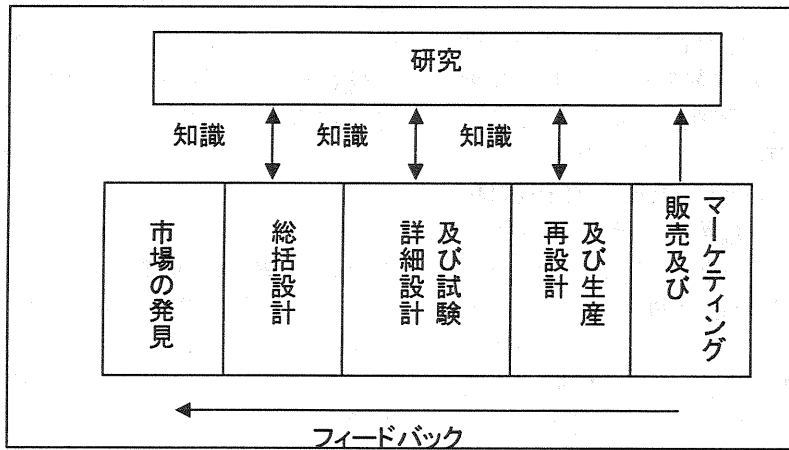 研究
知識
知識
知識
市場の発見
総括設計
詳細設計
及び試験
再設計
及び生産
販売及び
マーケティング
フィードバック